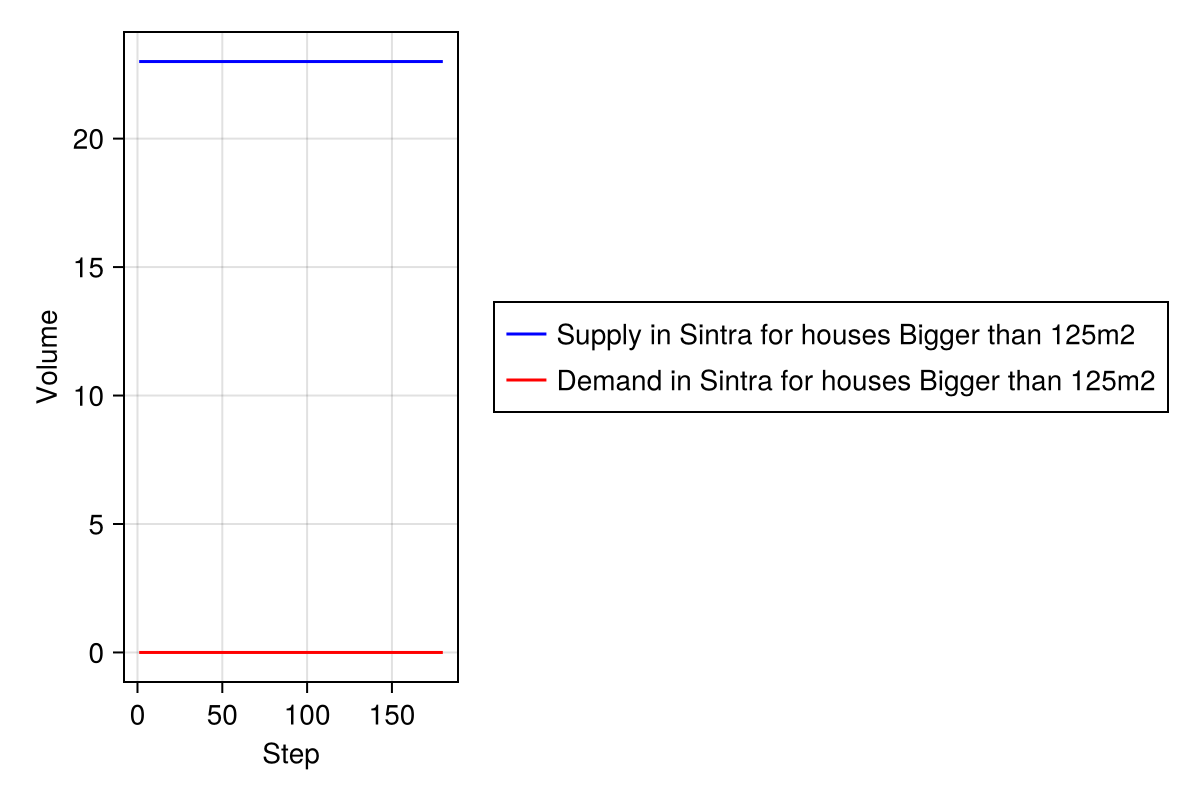 20
15
10
5
0
Volume
0 50 100 150
Step
Supply in Sintra for houses Bigger than 125m2
Demand in Sintra for houses Bigger than 125m2